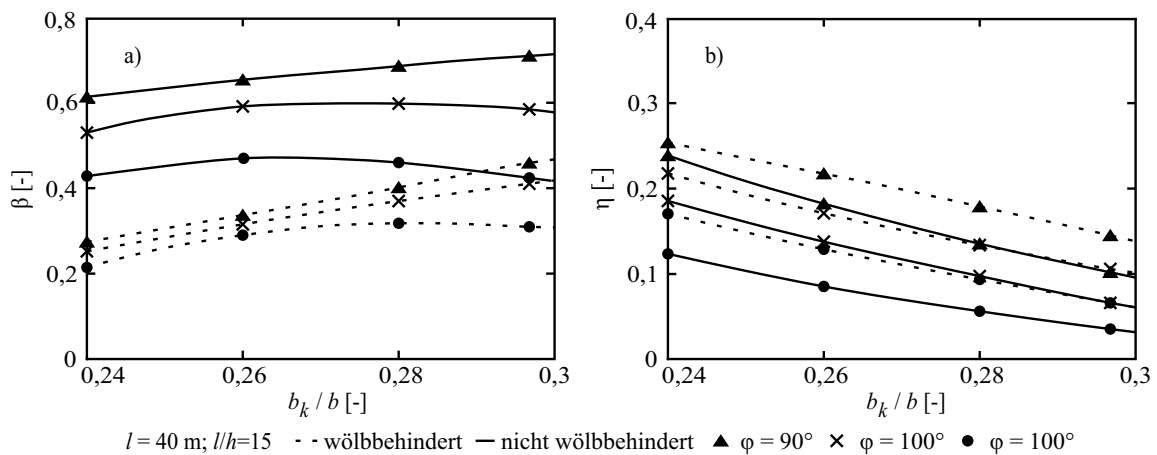 a)
0,8
0,6
0,4
0,2
0
β [-]
0,24 0,26 0,28 0,3
b_k / b [-]
b)
0,4
0,3
0,2
0,1
0
η [-]
0,24 0,26 0,28 0,3
b_k / b [-]
l = 40 m; l/h=15 wölbbehindert nicht wölbbehindert φ = 90° φ = 100° φ = 100°